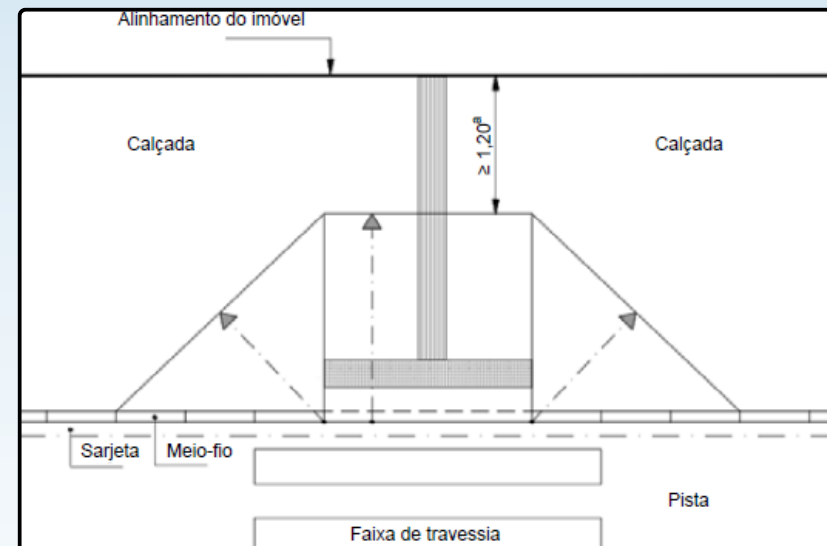 Alinhamento do imóvel
Calçada
≥ 1,20ª
Calçada
Sarjeta
Meio-fio
Pista
Faixa de travessia